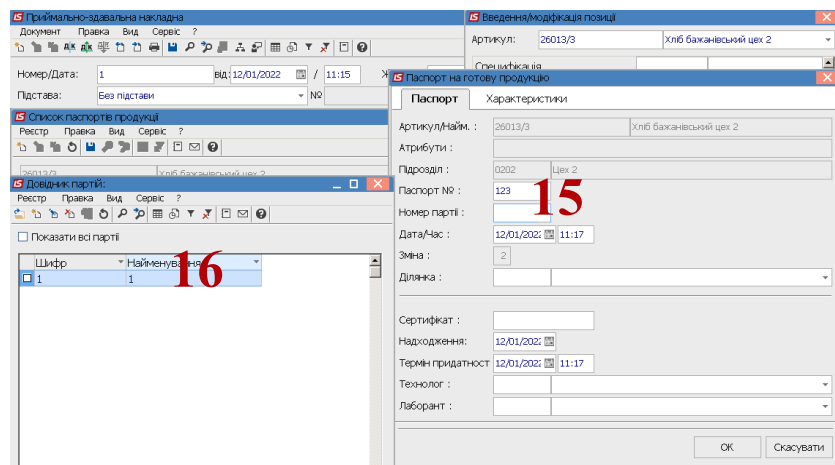 Приймально-здавальна накладна
Документ Правка Вид Сервіс ?
Номер/Дата: 1 від: 12/01/2022 / 11:15
Підстава: Без підстави №
Список паспортів продукції
Реєстр Правка Вид Сервіс ?
26013/3 Хліб бажанівський цех 2
Довідник партій:
Реєстр Правка Вид Сервіс ?
Показати всі партії
Шифр Найменування
1 1
16
Введення/модифікація позиції
Артикул: 26013/3 Хліб бажанівський цех 2
Специфікація
Паспорт на готову продукцію
Паспорт Характеристики
Артикул/Найм. : 26013/3 Хліб бажанівський цех 2
Атрибути :
Підрозділ : 0202 Цех 2
Паспорт № : 123
15
Номер партії :
Дата/Час : 12/01/2022 11:17
Зміна : 2
Ділянка :
Сертифікат :
Надходження: 12/01/2022
Термін придатност 12/01/2022 11:17
Технолог :
Лаборант :
OK Скасувати